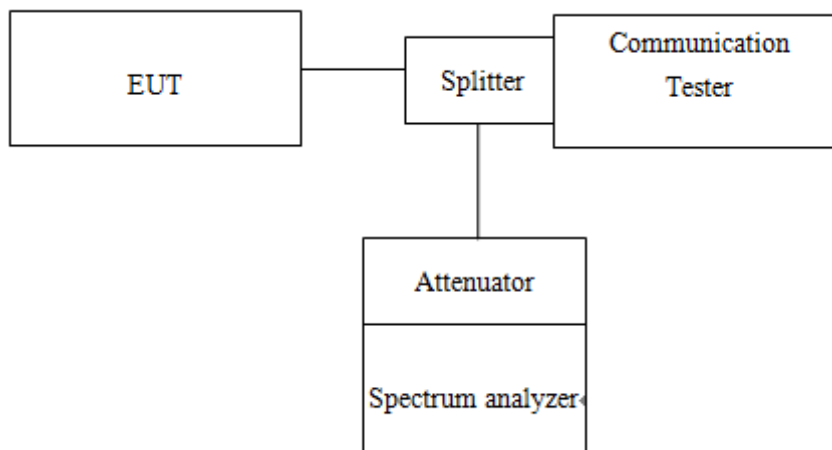 EUT
Splitter
Communication
Tester
Attenuator
Spectrum analyzer